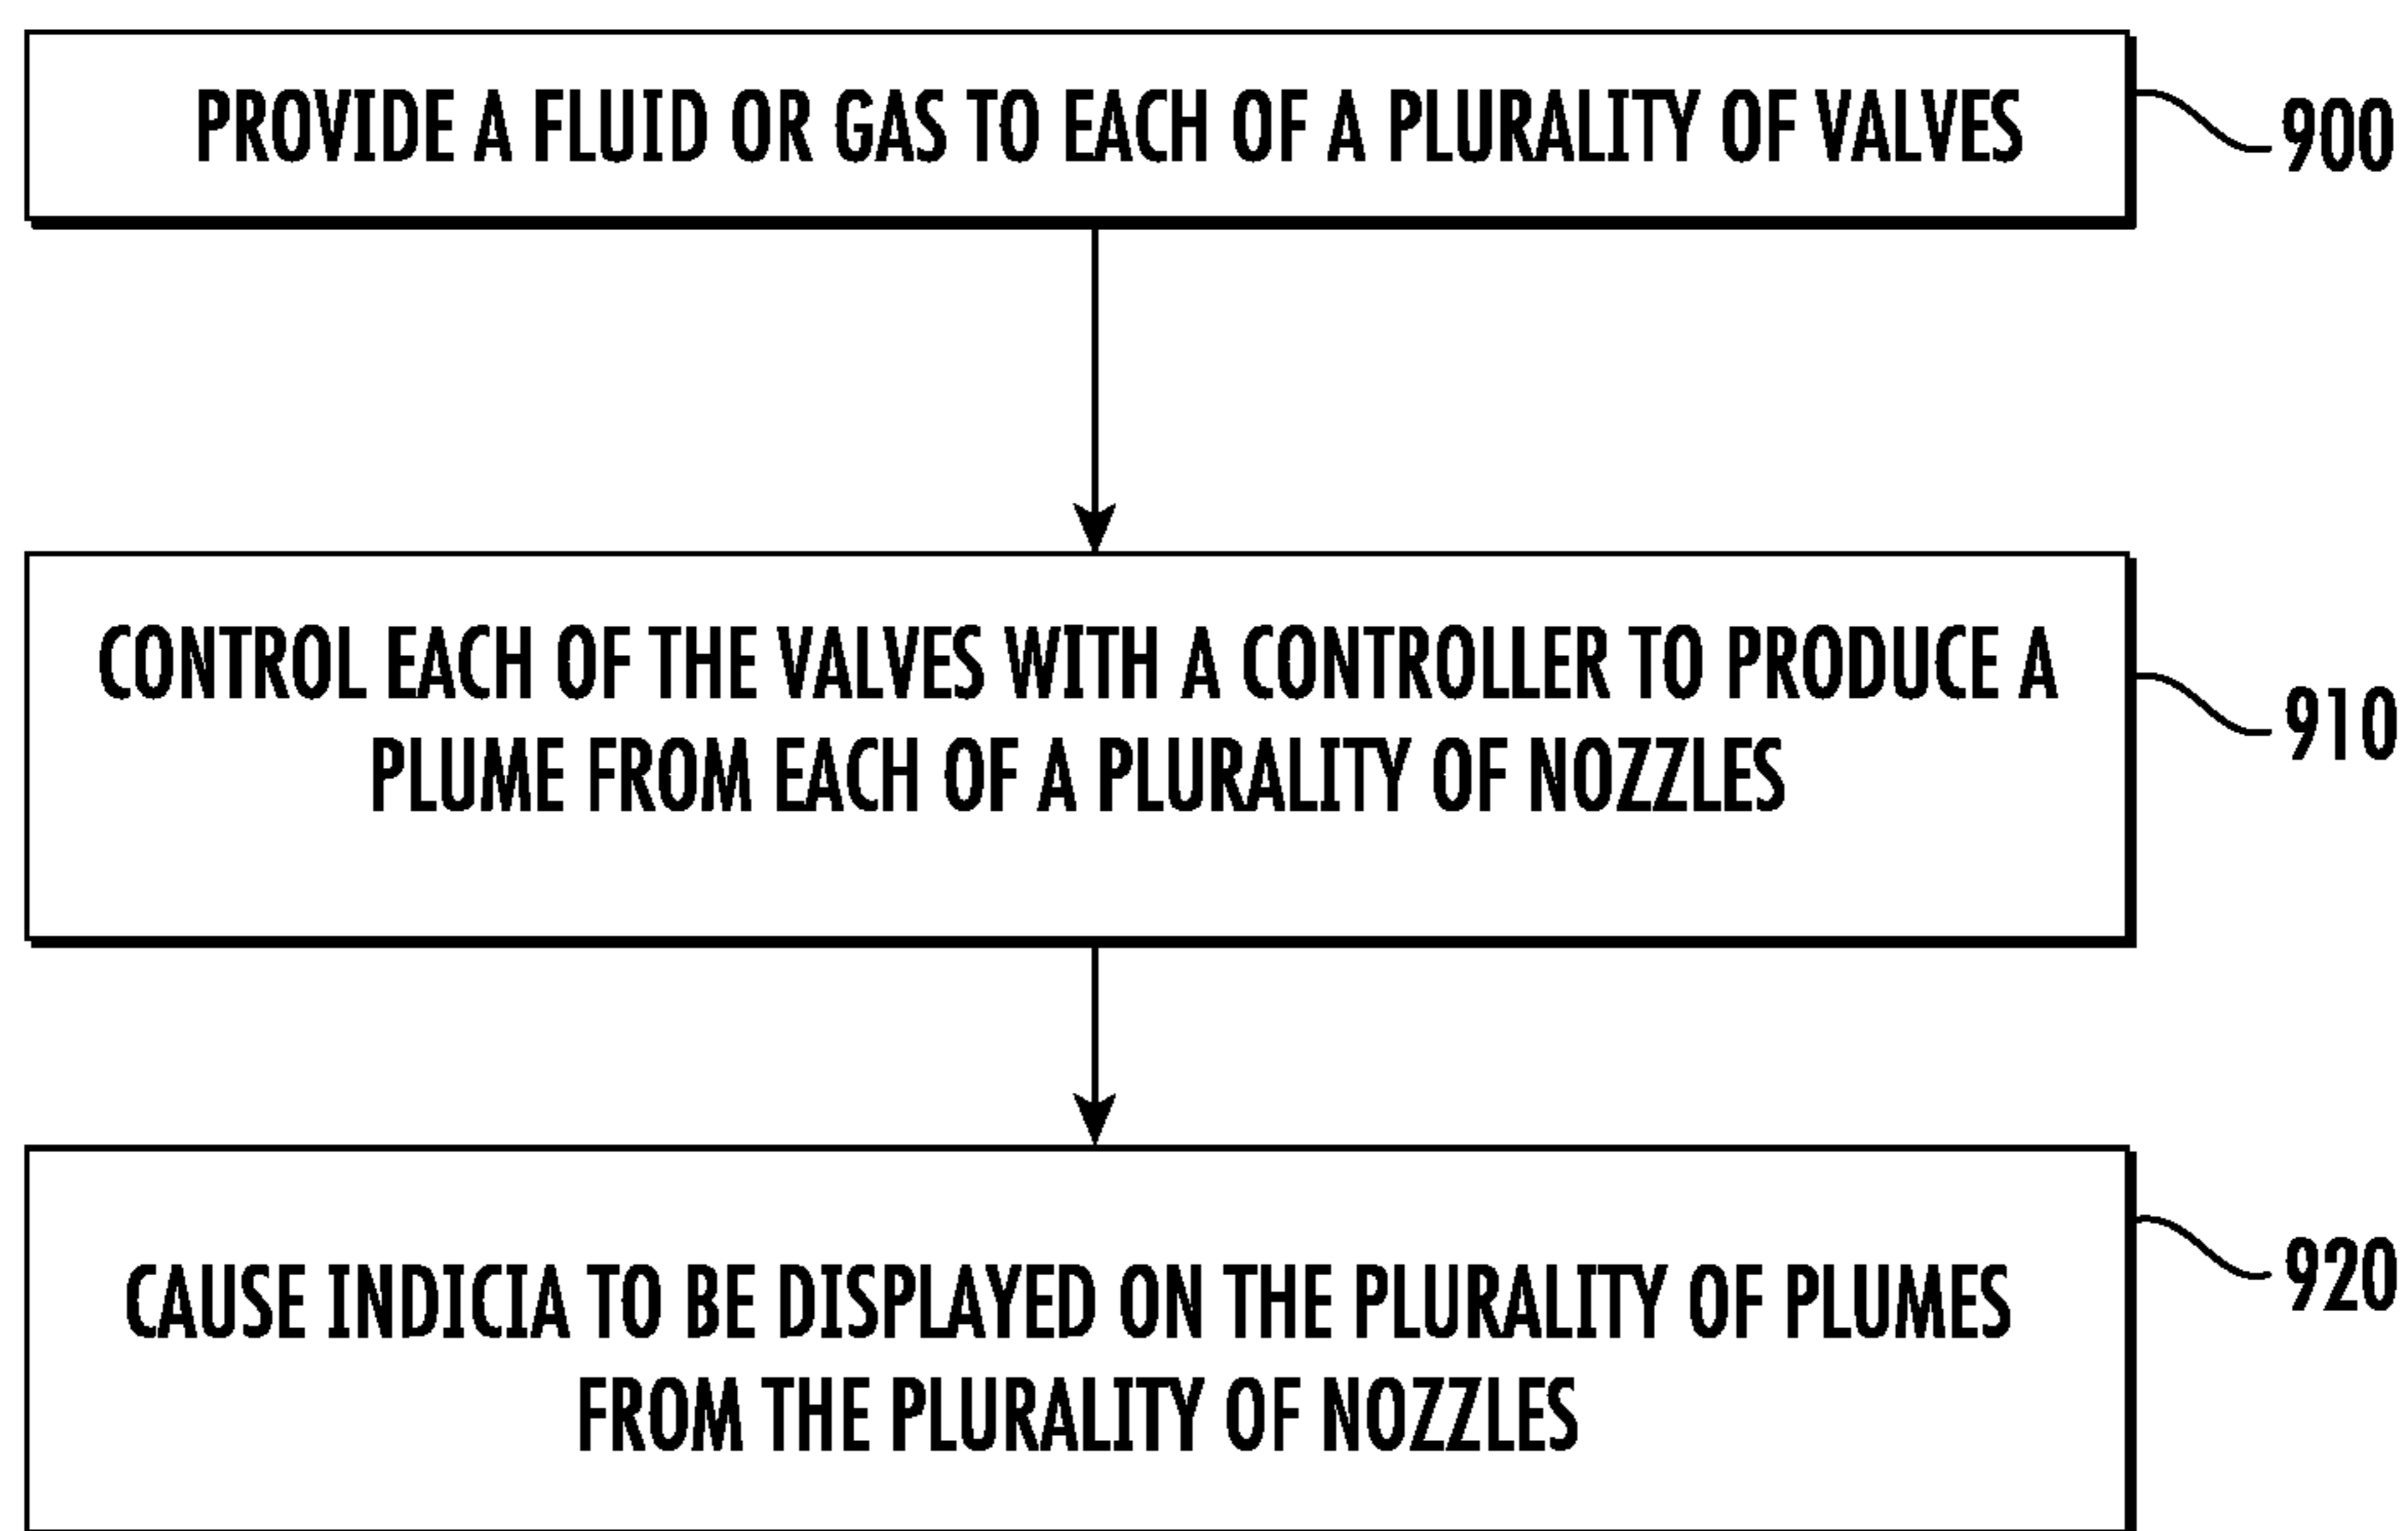 PROVIDE A FLUID OR GAS TO EACH OF A PLURALITY OF VALVES
900
CONTROL EACH OF THE VALVES WITH A CONTROLLER TO PRODUCE A
PLUME FROM EACH OF A PLURALITY OF NOZZLES
910
CAUSE INDICIA TO BE DISPLAYED ON THE PLURALITY OF PLUMES
FROM THE PLURALITY OF NOZZLES
920